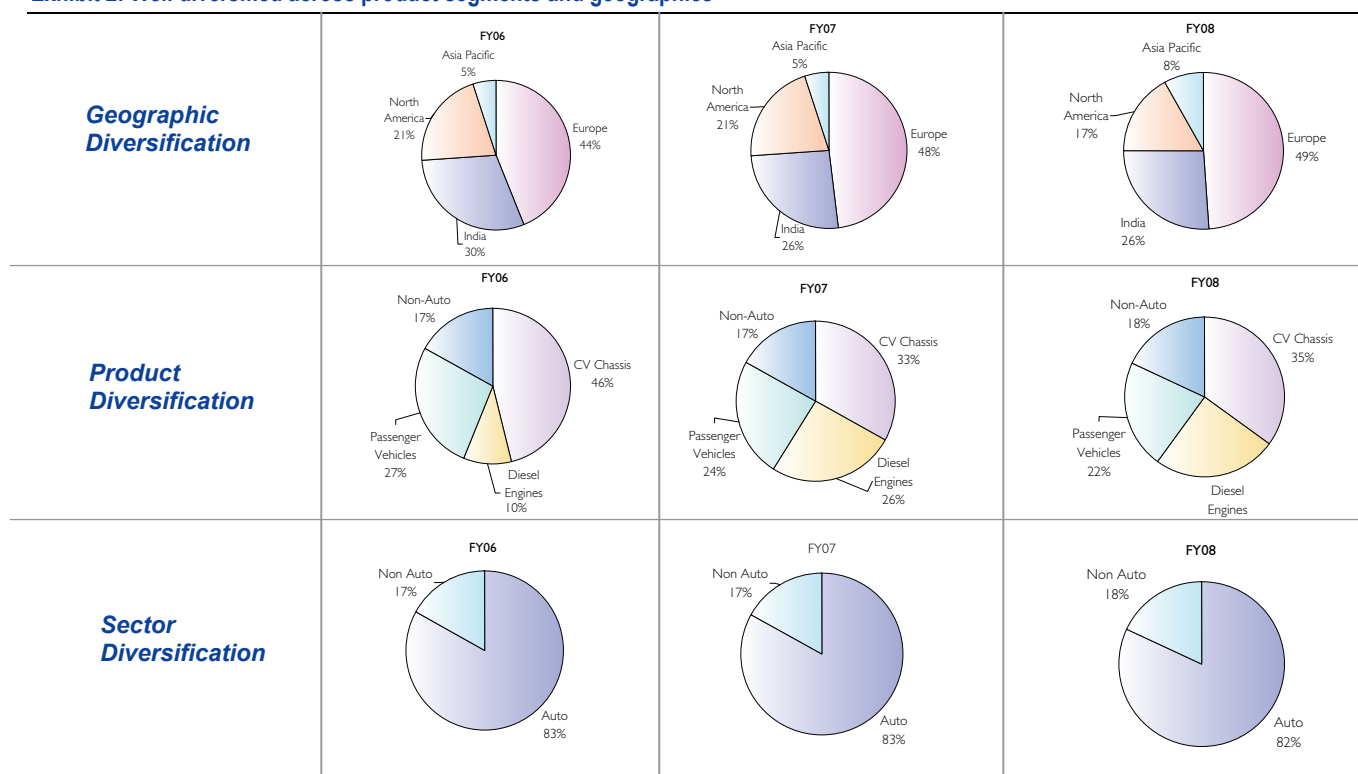 Geographic
Diversification
FY06
Asia Pacific
5%
North
America
21%
Europe
44%
India
30%
FY07
Asia Pacific
5%
North
America
21%
Europe
48%
India
26%
FY08
Asia Pacific
8%
North
America
17%
Europe
49%
India
26%
Product
Diversification
FY06
Non-Auto
17%
CV Chassis
46%
Passenger
Vehicles
27%
Diesel
Engines
10%
FY07
Non-Auto
17%
CV Chassis
33%
Passenger
Vehicles
24%
Diesel
Engines
26%
FY08
Non-Auto
18%
CV Chassis
35%
Passenger
Vehicles
22%
Diesel
Engines
Sector
Diversification
FY06
Non Auto
17%
Auto
83%
FY07
Non Auto
17%
Auto
83%
FY08
Non Auto
18%
Auto
82%